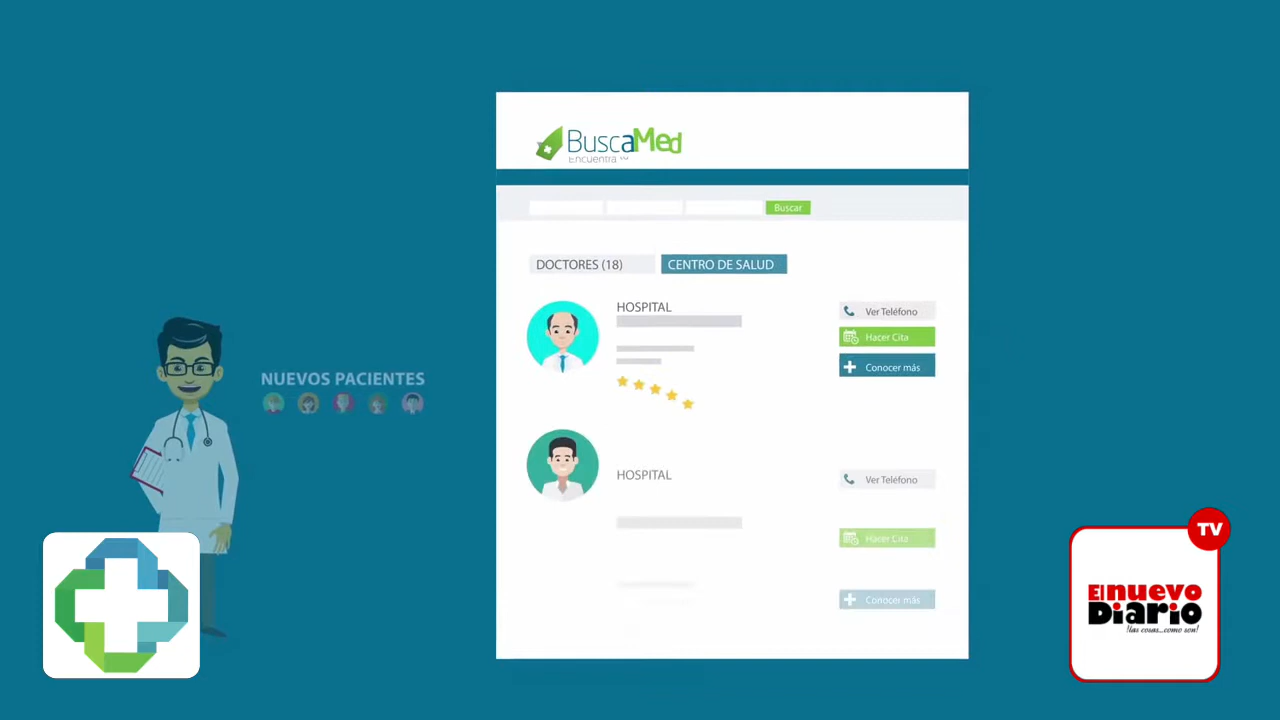 BuscaMed
Encuentra
Buscar
DOCTORES (18)
CENTRO DE SALUD
HOSPITAL
Ver Teléfono
Hacer Cita
Conocer más
NUEVOS PACIENTES
HOSPITAL
Ver Teléfono
Hacer Cita
Conocer más
TV
El nuevo
Diario
¡las cosas...como son!